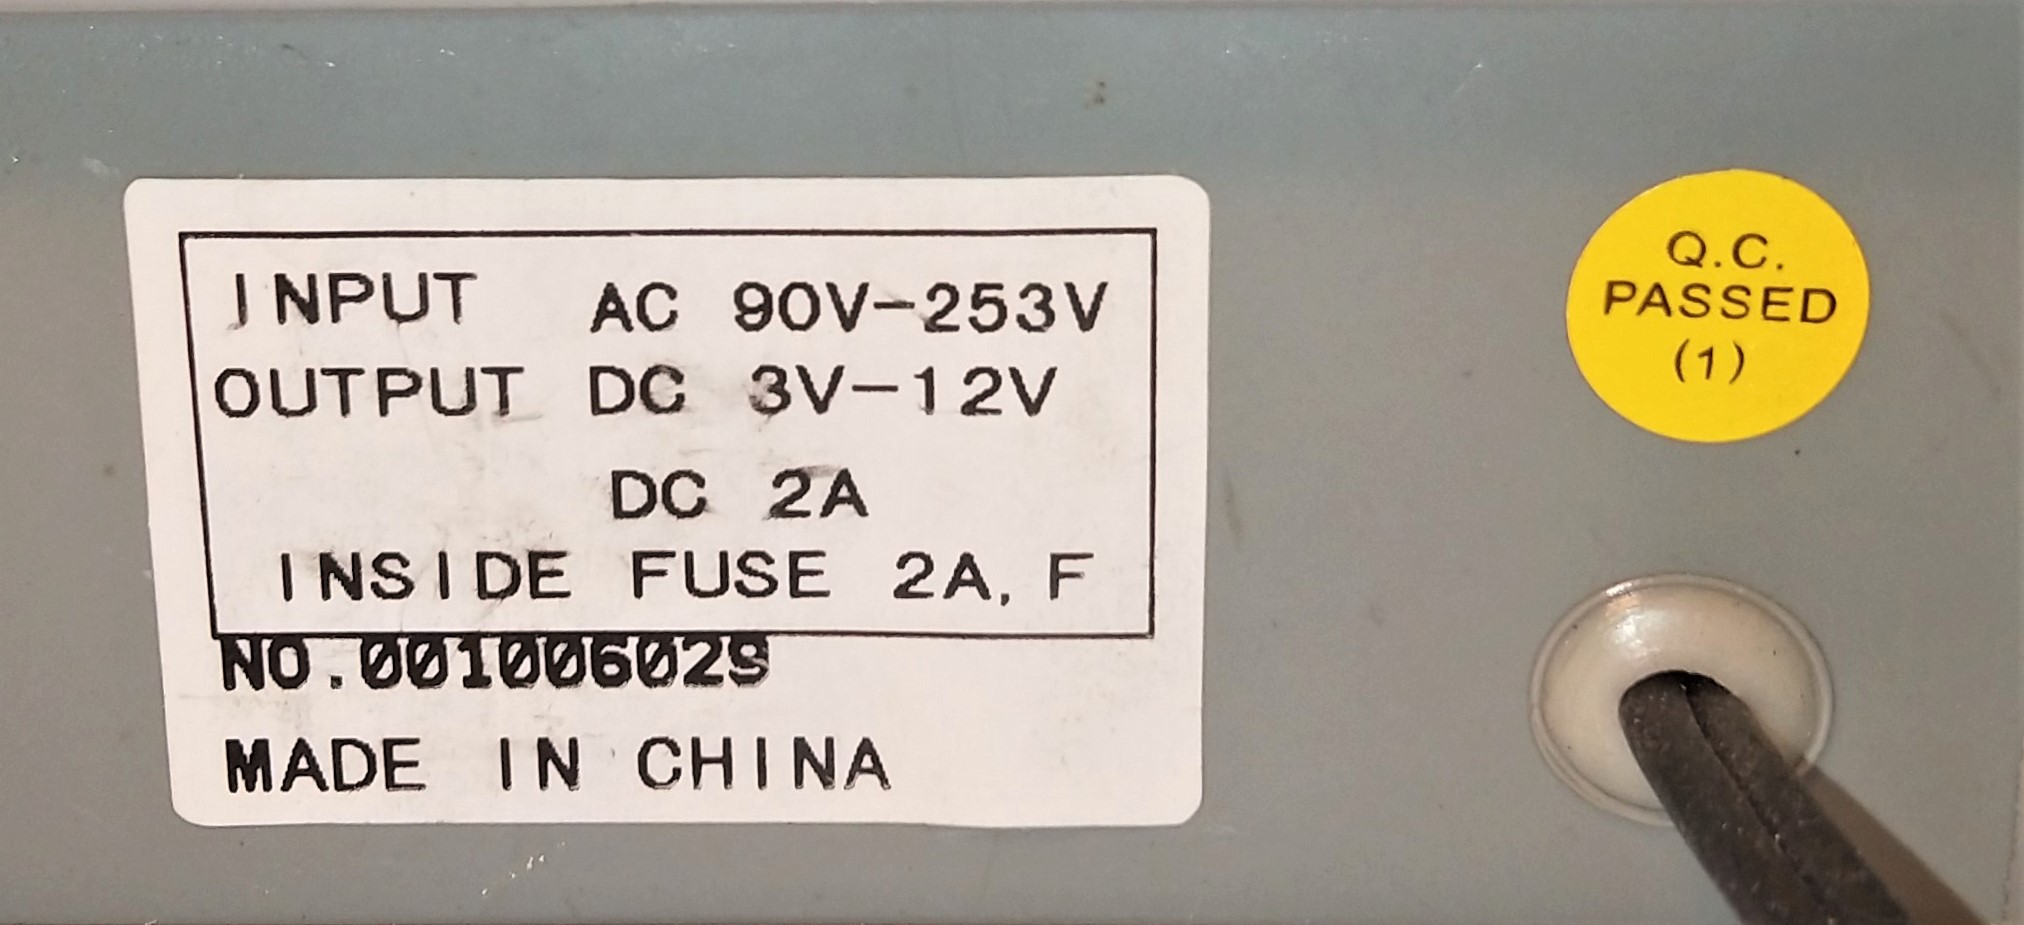 INPUT AC 90V-253V
OUTPUT DC 3V-12V
DC 2A
INSIDE FUSE 2A, F
NO.00100602S
MADE IN CHINA
Q.C.
PASSED
(1)